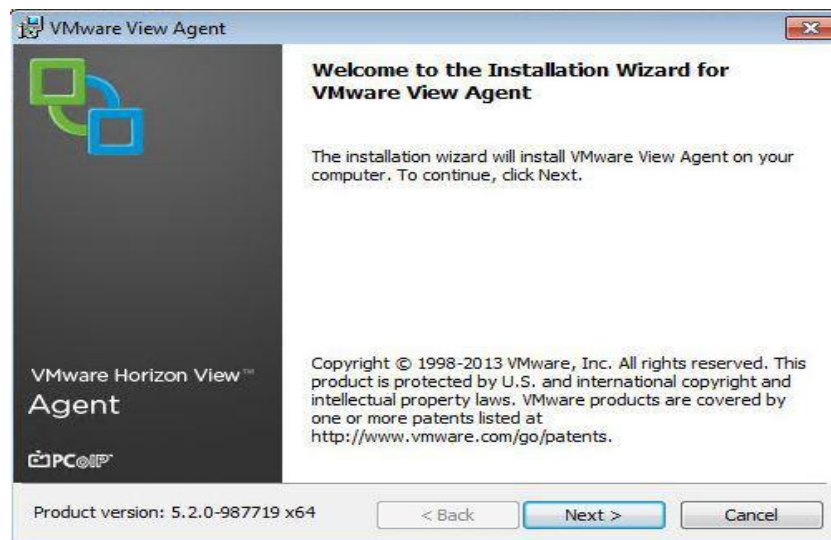 VMware View Agent
Welcome to the Installation Wizard for
VMware View Agent
The installation wizard will install VMware View Agent on your
computer. To continue, click Next.
VMware Horizon View™
Agent
PCoIP
Copyright © 1998-2013 VMware, Inc. All rights reserved. This
product is protected by U.S. and international copyright and
intellectual property laws. VMware products are covered by
one or more patents listed at
http://www.vmware.com/go/patents.
Product version: 5.2.0-987719 x64
< Back
Next >
Cancel